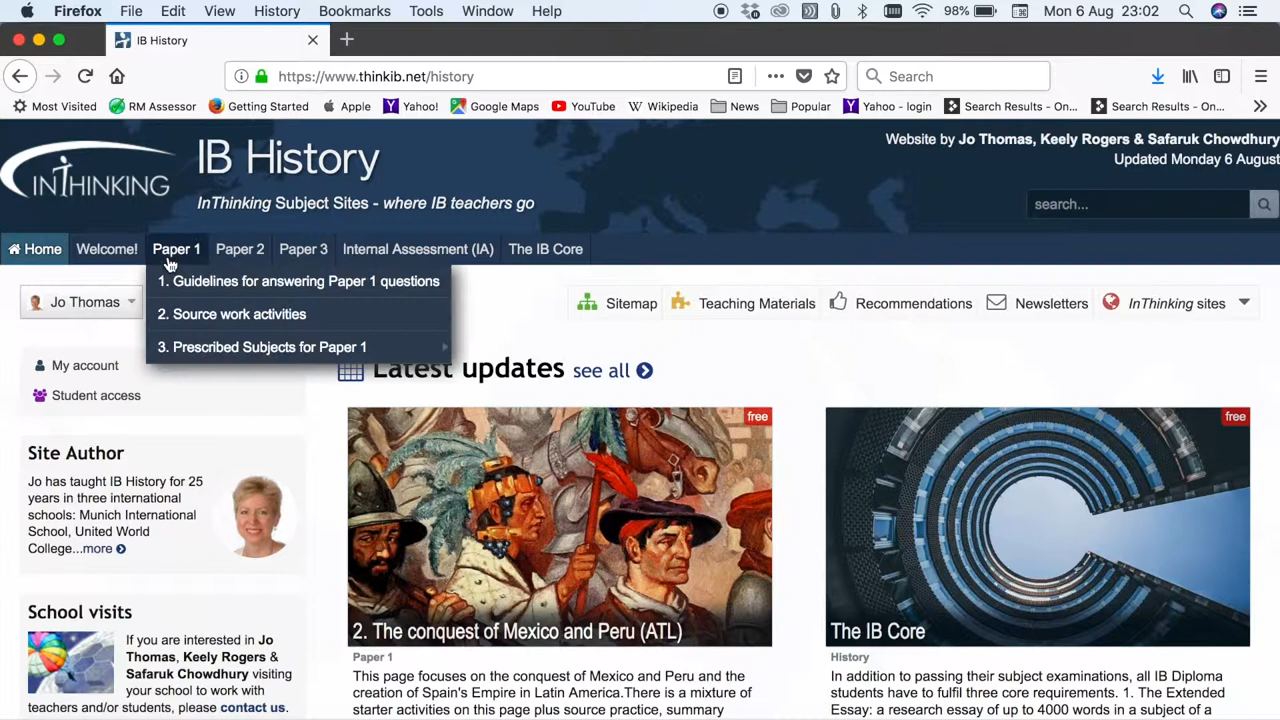 Firefox File Edit View History Bookmarks Tools Window Help 98% Mon 6 Aug 23:02
IB History
https://www.thinkib.net/history Search
Most Visited RM Assessor Getting Started Apple Yahoo! Google Maps YouTube Wikipedia News Popular Yahoo - login Search Results - On... Search Results - On...
INTHINKING
IB History
InThinking Subject Sites - where IB teachers go
Website by Jo Thomas, Keely Rogers & Safaruk Chowdhury
Updated Monday 6 August
search...
Home Welcome! Paper 1 Paper 2 Paper 3 Internal Assessment (IA) The IB Core
1. Guidelines for answering Paper 1 questions
2. Source work activities
3. Prescribed Subjects for Paper 1
Jo Thomas
Sitemap Teaching Materials Recommendations Newsletters InThinking sites
My account
Student access
Site Author
Jo has taught IB History for 25
years in three international
schools: Munich International
School, United World
College...more
School visits
If you are interested in Jo
Thomas, Keely Rogers &
Safaruk Chowdhury visiting
your school to work with
teachers and/or students, please contact us.
Latest updates see all
free
2. The conquest of Mexico and Peru (ATL)
Paper 1
This page focuses on the conquest of Mexico and Peru and the
creation of Spain's Empire in Latin America.There is a mixture of
starter activities on this page plus source practice, summary
free
The IB Core
History
In addition to passing their subject examinations, all IB Diploma
students have to fulfil three core requirements. 1. The Extended
Essay: a research essay of up to 4000 words in a subject of a